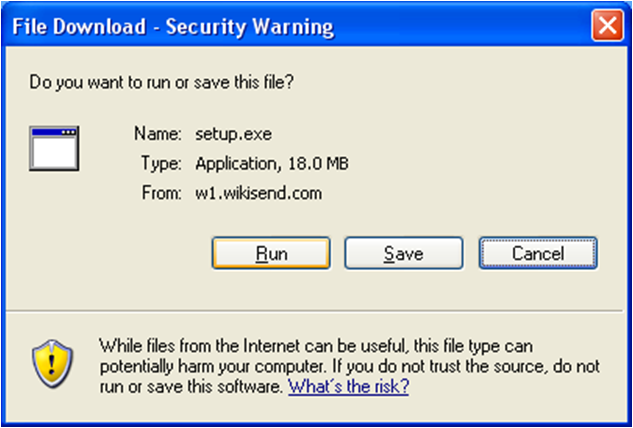 File Download - Security Warning
Do you want to run or save this file?
Name: setup.exe
Type: Application, 18.0 MB
From: w1.wikisend.com
Run Save Cancel
While files from the Internet can be useful, this file type can
potentially harm your computer. If you do not trust the source, do not
run or save this software. What's the risk?